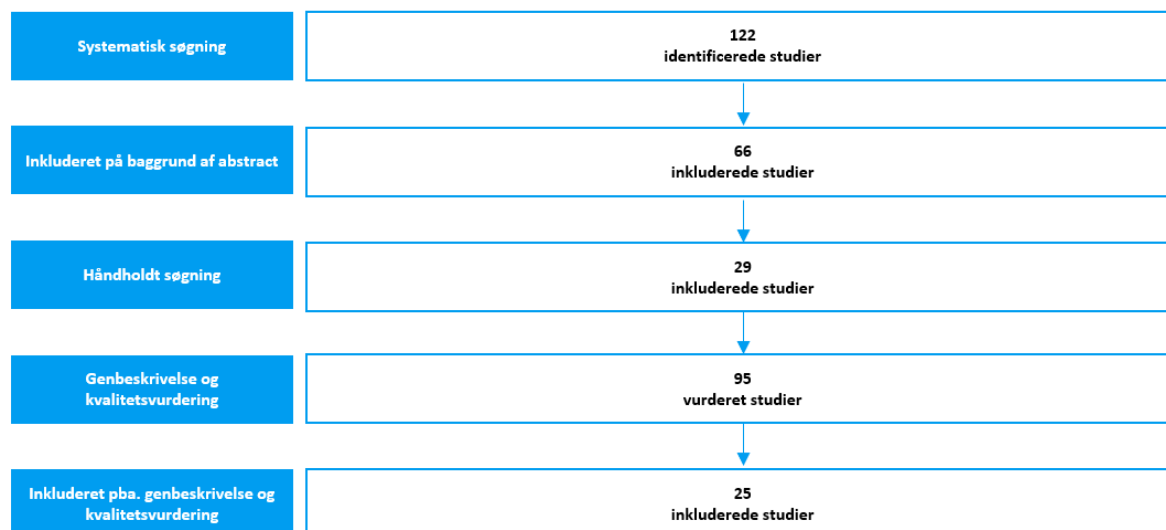 Systematisk søgning
122
identificerede studier
Inkluderet på baggrund af abstract
66
inkluderede studier
Håndholdt søgning
29
inkluderede studier
Genbeskrivelse og
kvalitetsvurdering
95
vurderet studier
Inkluderet pba. genbeskrivelse og
kvalitetsvurdering
25
inkluderede studier